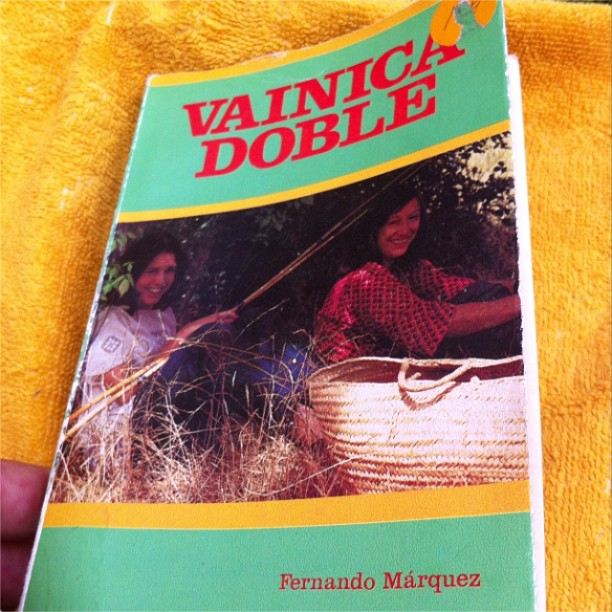 VAINICA
DOBLE
Fernando Márquez